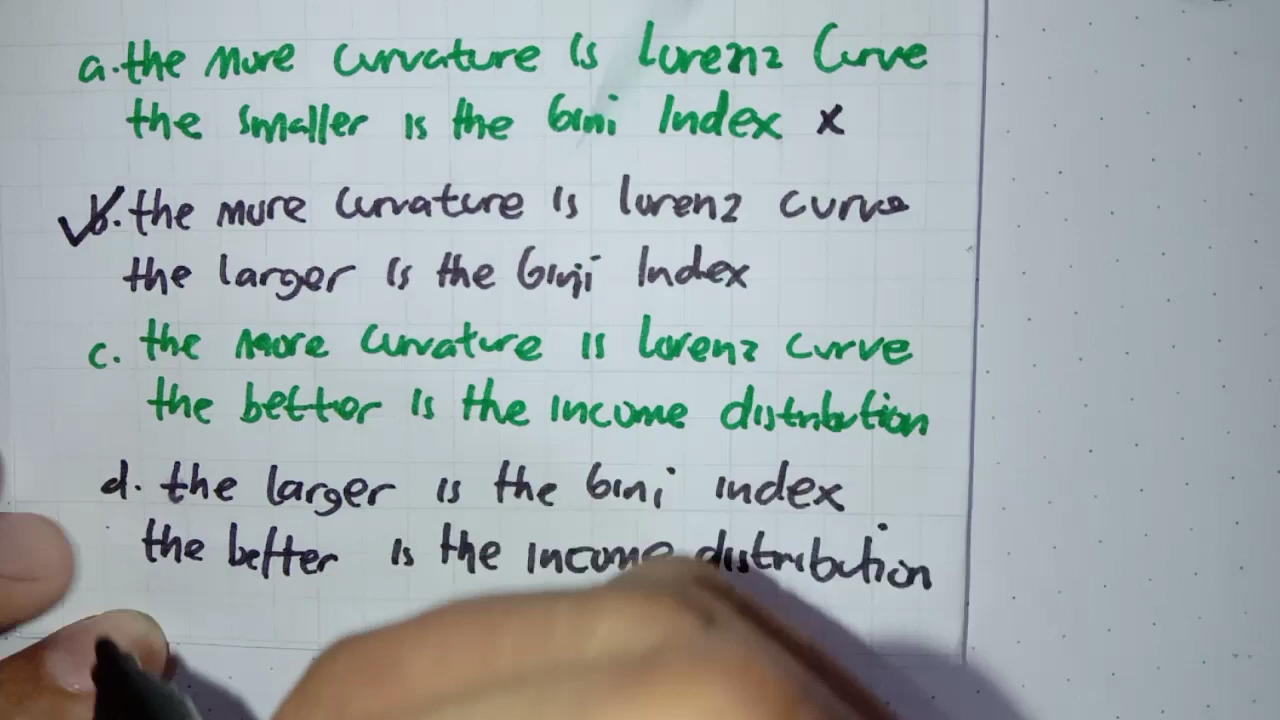 a. the more curvature is Lorenz Curve
the smaller is the Gini Index x
✓b. the more curvature is lorenz curve
the larger is the Gini Index
c. the more curvature is Lorenz curve
the better is the income distribution
d. the larger is the Gini index
the better is the income distribution